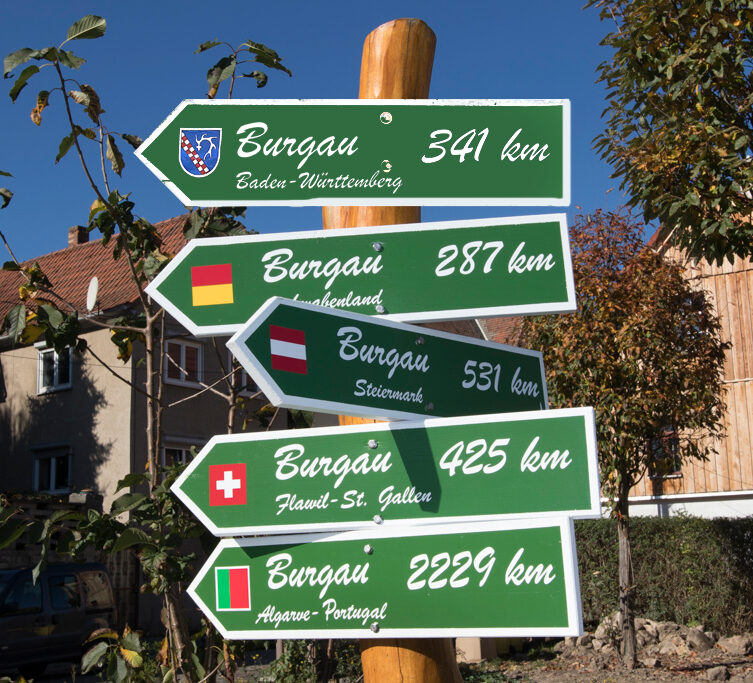 Burgau 341 km
Baden-Württemberg
Burgau 287 km
Burgau 531 km
Steiermark
Burgau 425 km
Flawil-St. Gallen
Burgau 2229 km
Algarve-Portugal